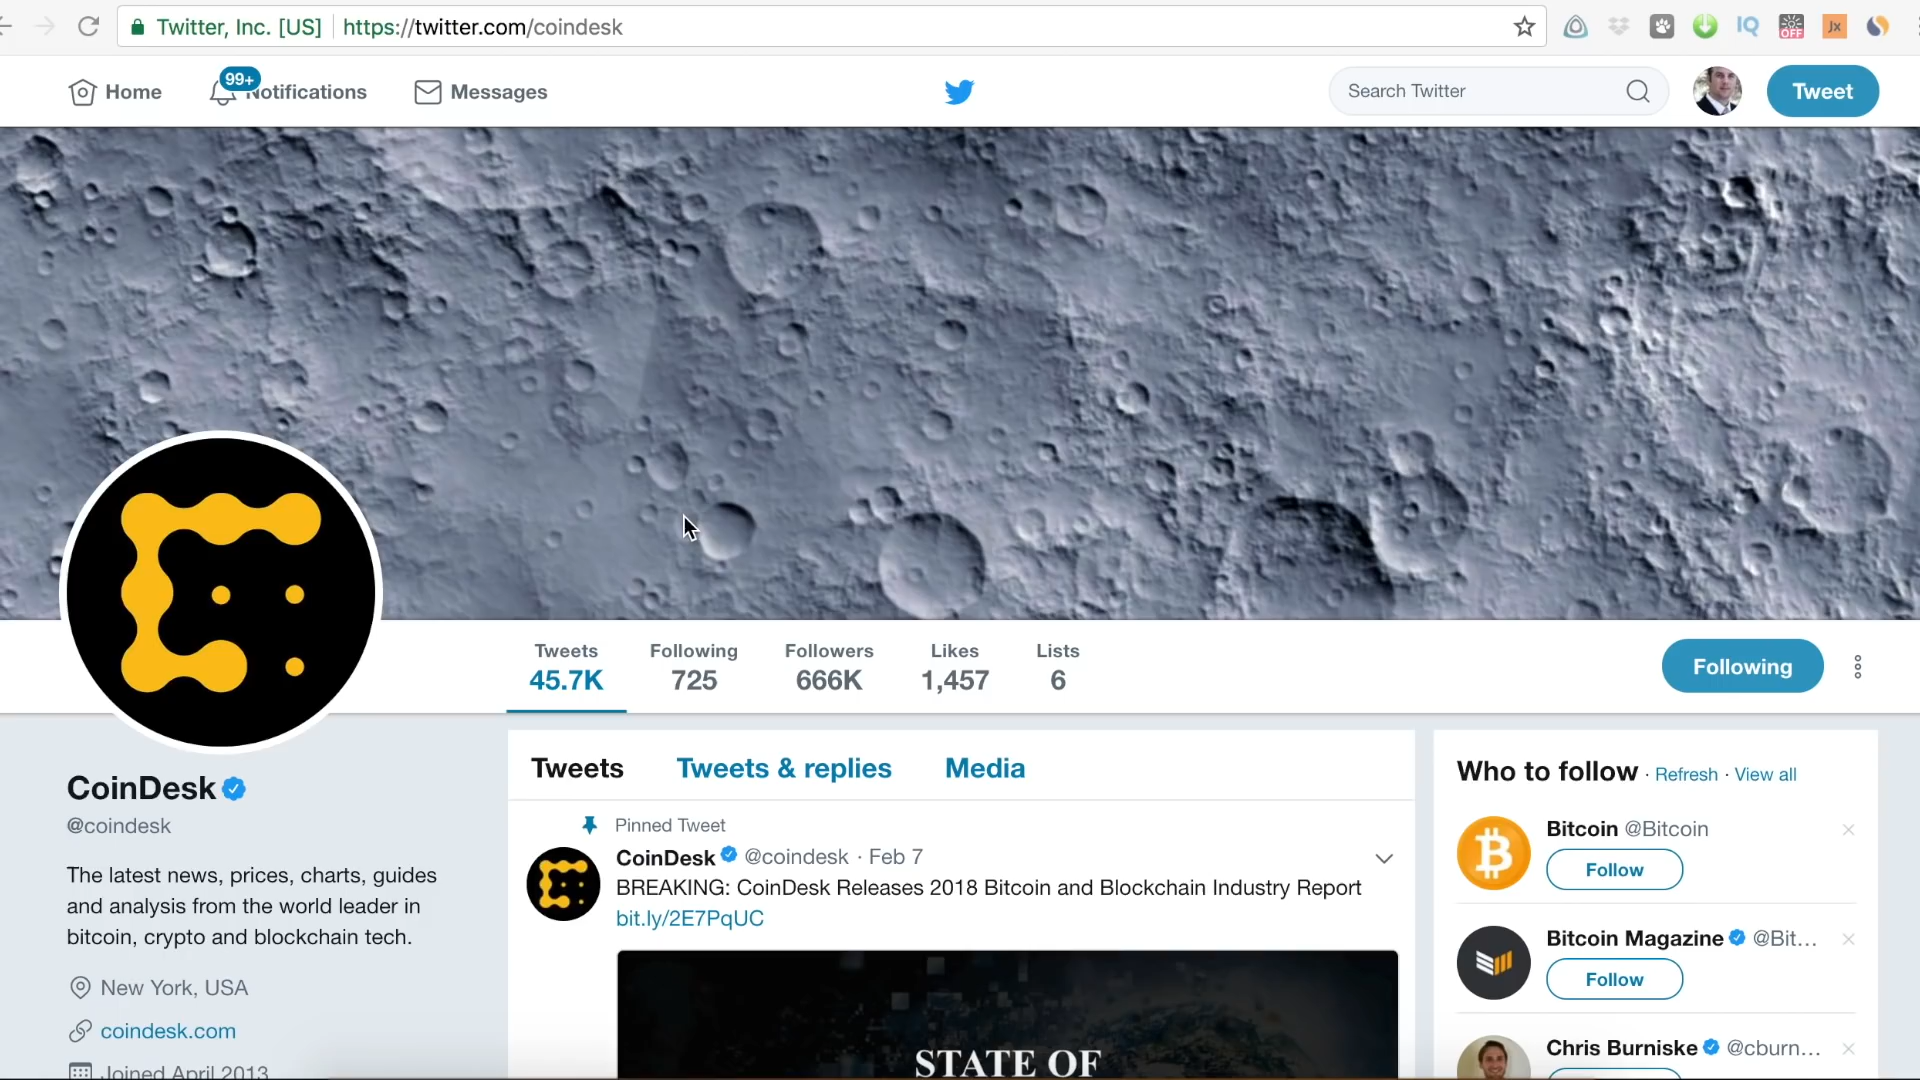 Twitter, Inc. [US] https://twitter.com/coindesk
IQ OFF Jx
Home 99+ Notifications Messages Search Twitter Tweet
Tweets Following Followers Likes Lists
45.7K 725 666K 1,457 6
Following
CoinDesk
@coindesk
The latest news, prices, charts, guides
and analysis from the world leader in
bitcoin, crypto and blockchain tech.
New York, USA
coindesk.com
Joined April 2013
Tweets Tweets & replies Media
Pinned Tweet
CoinDesk @coindesk · Feb 7
BREAKING: CoinDesk Releases 2018 Bitcoin and Blockchain Industry Report
bit.ly/2E7PqUC
STATE OF
Who to follow · Refresh · View all
Bitcoin @Bitcoin
Follow
Bitcoin Magazine @Bit...
Follow
Chris Burniske @cburn...